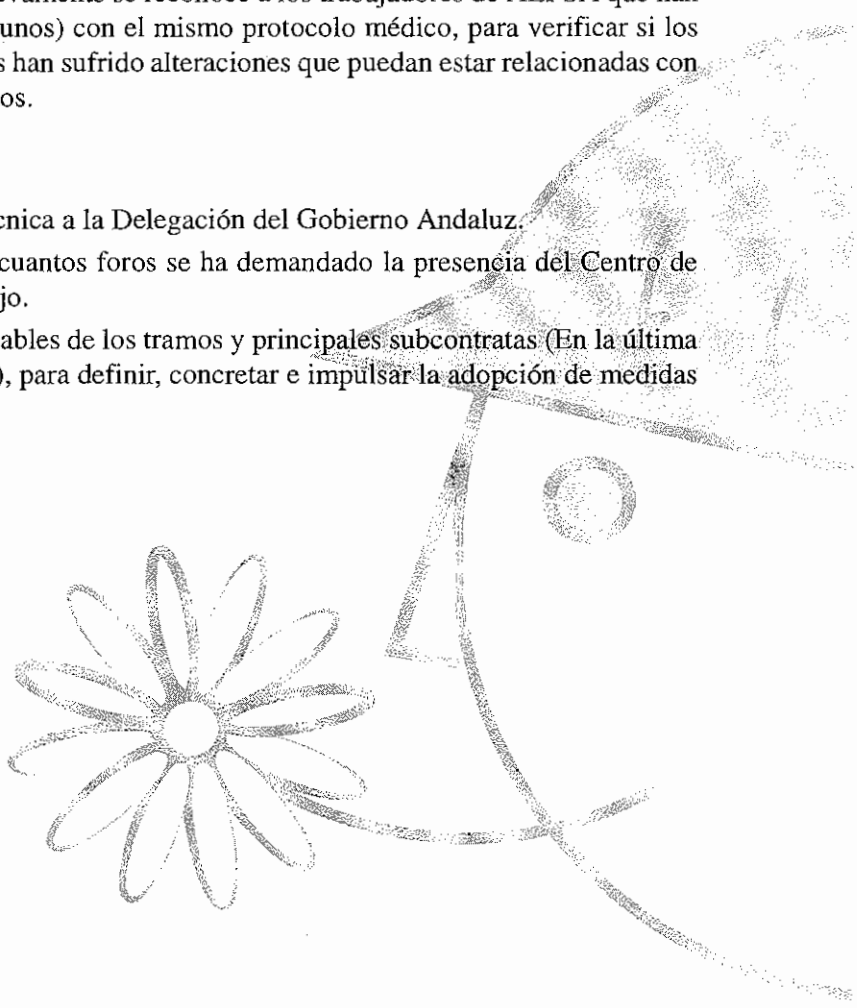 unos) con el mismo protocolo médico, para verificar si los
s han sufrido alteraciones que puedan estar relacionadas con
os.
cnica a la Delegación del Gobierno Andaluz.
cuantos foros se ha demandado la presencia del Centro de
jo.
ables de los tramos y principales subcontratas (En la última
), para definir, concretar e impulsar la adopción de medidas